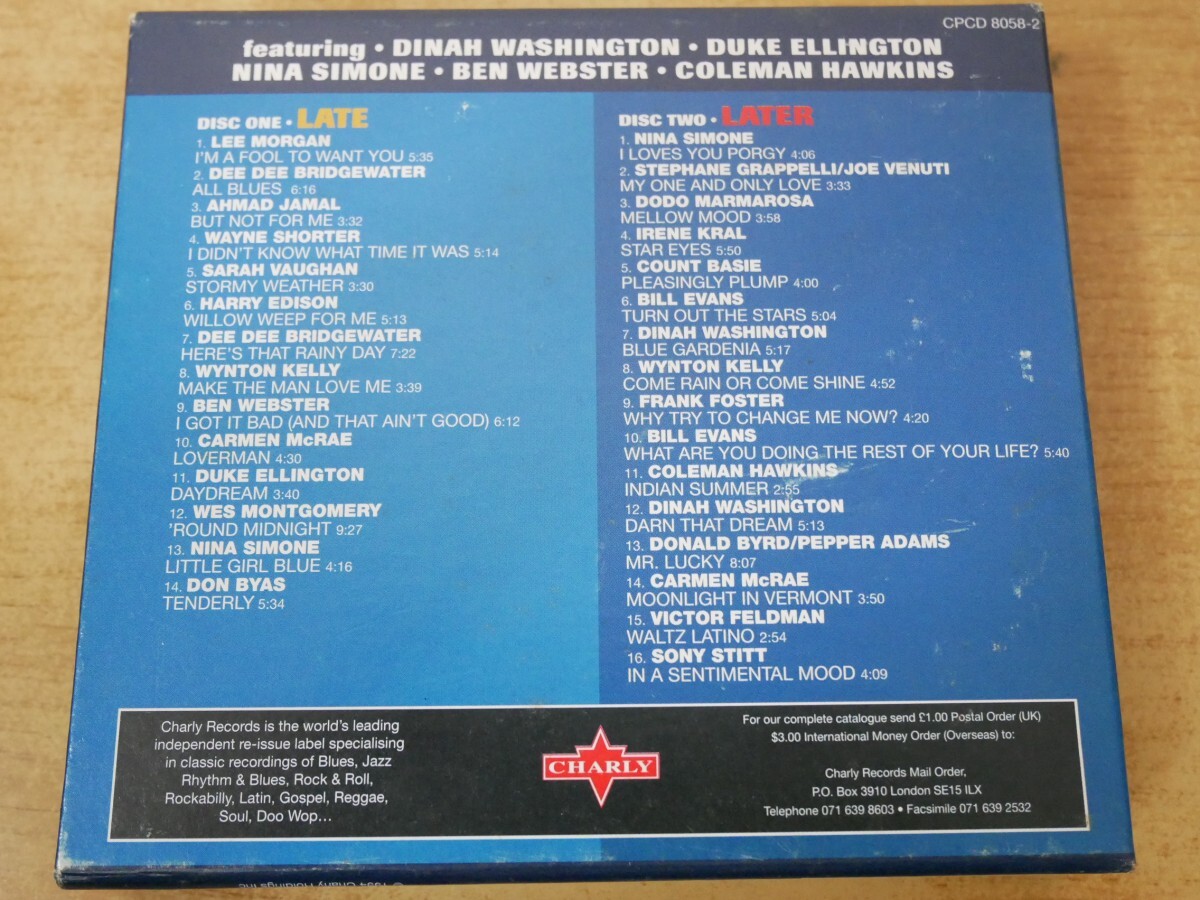 CPCD 8058-2
featuring • DINAH WASHINGTON • DUKE ELLINGTON
NINA SIMONE • BEN WEBSTER • COLEMAN HAWKINS
DISC ONE • LATE
1. LEE MORGAN
I'M A FOOL TO WANT YOU 5:35
2. DEE DEE BRIDGEWATER
ALL BLUES 6:16
3. AHMAD JAMAL
BUT NOT FOR ME 3:32
4. WAYNE SHORTER
I DIDN'T KNOW WHAT TIME IT WAS 5:14
5. SARAH VAUGHAN
STORMY WEATHER 3:30
6. HARRY EDISON
WILLOW WEEP FOR ME 5:13
7. DEE DEE BRIDGEWATER
HERE'S THAT RAINY DAY 7:22
8. WYNTON KELLY
MAKE THE MAN LOVE ME 3:39
9. BEN WEBSTER
I GOT IT BAD (AND THAT AIN'T GOOD) 6:12
10. CARMEN McRAE
LOVERMAN 4:30
11. DUKE ELLINGTON
DAYDREAM 3:40
12. WES MONTGOMERY
'ROUND MIDNIGHT 9:27
13. NINA SIMONE
LITTLE GIRL BLUE 4:16
14. DON BYAS
TENDERLY 5:34
DISC TWO • LATER
1. NINA SIMONE
I LOVES YOU PORGY 4:06
2. STEPHANE GRAPPELLI/JOE VENUTI
MY ONE AND ONLY LOVE 3:33
3. DODO MARMAROSA
MELLOW MOOD 3:58
4. IRENE KRAL
STAR EYES 5:50
5. COUNT BASIE
PLEASINGLY PLUMP 4:00
6. BILL EVANS
TURN OUT THE STARS 5:04
7. DINAH WASHINGTON
BLUE GARDENIA 5:17
8. WYNTON KELLY
COME RAIN OR COME SHINE 4:52
9. FRANK FOSTER
WHY TRY TO CHANGE ME NOW? 4:20
10. BILL EVANS
WHAT ARE YOU DOING THE REST OF YOUR LIFE? 5:40
11. COLEMAN HAWKINS
INDIAN SUMMER 2:55
12. DINAH WASHINGTON
DARN THAT DREAM 5:13
13. DONALD BYRD/PEPPER ADAMS
MR. LUCKY 8:07
14. CARMEN McRAE
MOONLIGHT IN VERMONT 3:50
15. VICTOR FELDMAN
WALTZ LATINO 2:54
16. SONY STITT
IN A SENTIMENTAL MOOD 4:09
Charly Records is the world's leading
independent re-issue label specialising
in classic recordings of Blues, Jazz
Rhythm & Blues, Rock & Roll,
Rockabilly, Latin, Gospel, Reggae,
Soul, Doo Wop...
CHARLY
For our complete catalogue send £1.00 Postal Order (UK)
$3.00 International Money Order (Overseas) to:
Charly Records Mail Order,
P.O. Box 3910 London SE15 ILX
Telephone 071 639 8603 • Facsimile 071 639 2532
© 1994 Charly Holdings Inc